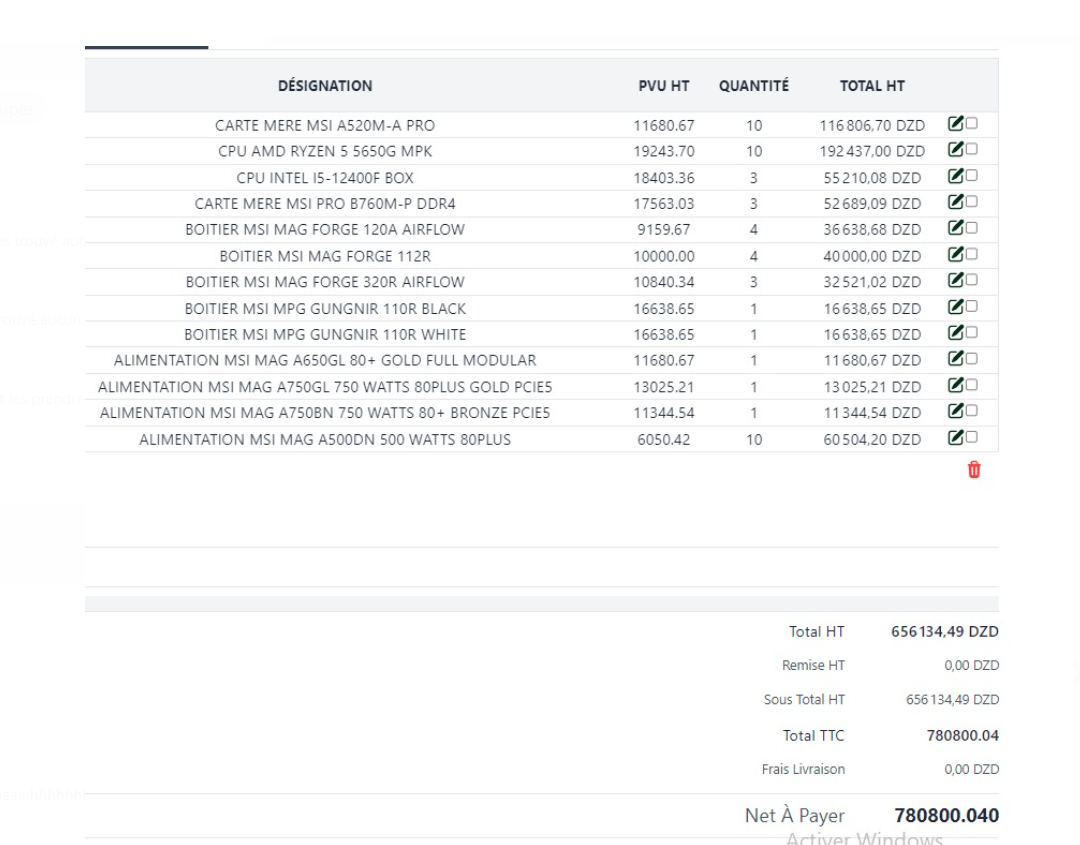 DÉSIGNATION PVU HT QUANTITÉ TOTAL HT
CARTE MERE MSI A520M-A PRO 11680.67 10 116 806,70 DZD
CPU AMD RYZEN 5 5650G MPK 19243.70 10 192 437,00 DZD
CPU INTEL I5-12400F BOX 18403.36 3 55 210,08 DZD
CARTE MERE MSI PRO B760M-P DDR4 17563.03 3 52 689,09 DZD
BOITIER MSI MAG FORGE 120A AIRFLOW 9159.67 4 36 638,68 DZD
BOITIER MSI MAG FORGE 112R 10000.00 4 40 000,00 DZD
BOITIER MSI MAG FORGE 320R AIRFLOW 10840.34 3 32 521,02 DZD
BOITIER MSI MPG GUNGNIR 110R BLACK 16638.65 1 16 638,65 DZD
BOITIER MSI MPG GUNGNIR 110R WHITE 16638.65 1 16 638,65 DZD
ALIMENTATION MSI MAG A650GL 80+ GOLD FULL MODULAR 11680.67 1 11 680,67 DZD
ALIMENTATION MSI MAG A750GL 750 WATTS 80PLUS GOLD PCIE5 13025.21 1 13 025,21 DZD
ALIMENTATION MSI MAG A750BN 750 WATTS 80+ BRONZE PCIE5 11344.54 1 11 344,54 DZD
ALIMENTATION MSI MAG A500DN 500 WATTS 80PLUS 6050.42 10 60 504,20 DZD
Total HT 656 134,49 DZD
Remise HT 0,00 DZD
Sous Total HT 656 134,49 DZD
Total TTC 780800.04
Frais Livraison 0,00 DZD
Net À Payer 780800.040
Activer Windows